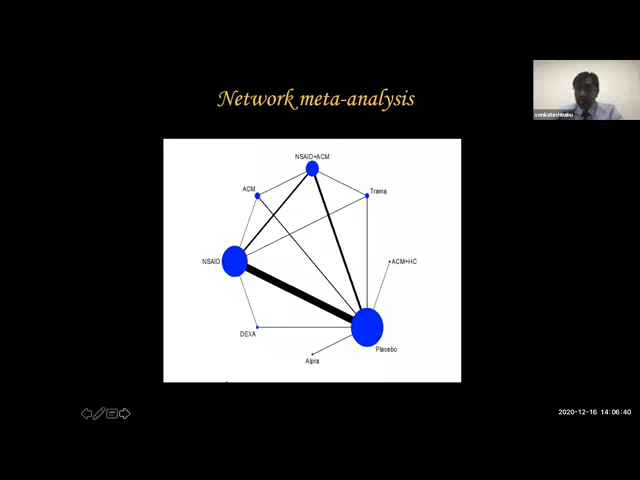 Network meta-analysis
venkateshbabu
NSAID+ACM
ACM
Trama
NSAID
ACM+HC
DEXA
Placebo
Alpra
2020-12-16 14:06:40